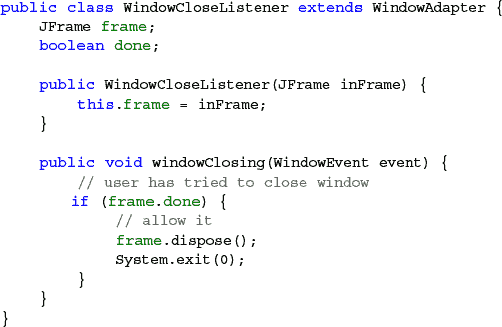 public class WindowCloseListener extends WindowAdapter {
    JFrame frame;
    boolean done;

    public WindowCloseListener(JFrame inFrame) {
        this.frame = inFrame;
    }

    public void windowClosing(WindowEvent event) {
        // user has tried to close window
        if (frame.done) {
            // allow it
            frame.dispose();
            System.exit(0);
        }
    }
}